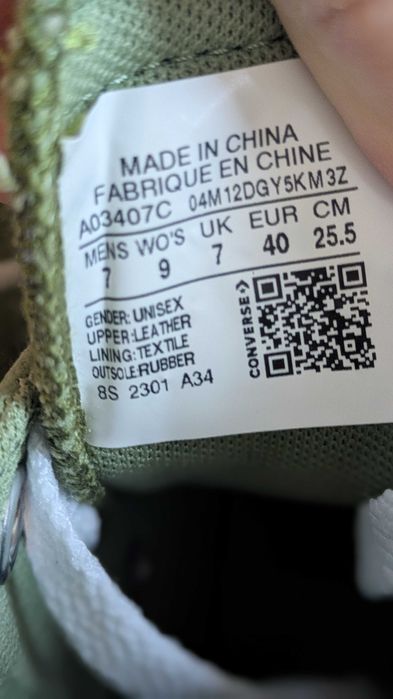 MADE IN CHINA
FABRIQUE EN CHINE
A03407C 04M12DGY5KM3Z
MENS WO'S UK EUR CM
7 9 7 40 25.5
GENDER: UNISEX
UPPER:LEATHER
LINING:TEXTILE
OUTSOLE:RUBBER
8S 2301 A34
CONVERSE